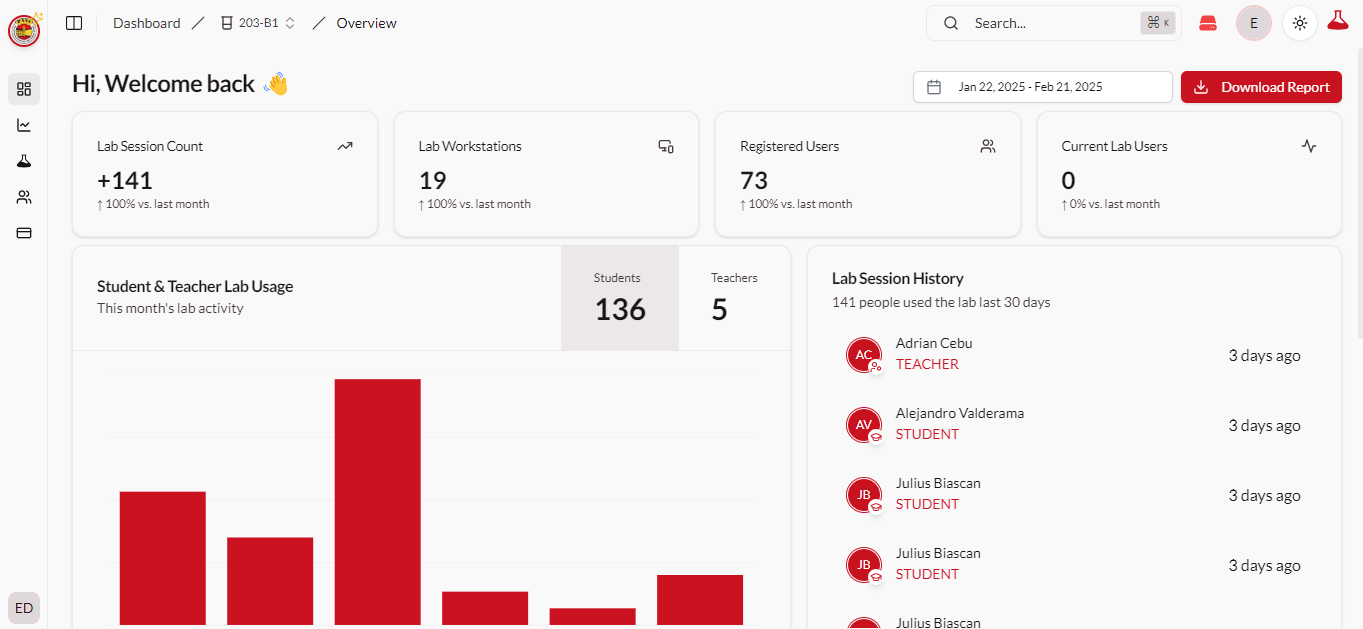 Dashboard 203-B1 Overview
Search... ⌘ K
E
Hi, Welcome back 👋
Jan 22, 2025 - Feb 21, 2025
Download Report
Lab Session Count
+141
↑ 100% vs. last month
Lab Workstations
19
↑ 100% vs. last month
Registered Users
73
↑ 100% vs. last month
Current Lab Users
0
↑ 0% vs. last month
Student & Teacher Lab Usage
This month's lab activity
Students
136
Teachers
5
Lab Session History
141 people used the lab last 30 days
AC
Adrian Cebu
TEACHER
3 days ago
AV
Alejandro Valderama
STUDENT
3 days ago
JB
Julius Biascan
STUDENT
3 days ago
JB
Julius Biascan
STUDENT
3 days ago
Julius Biascan
ED